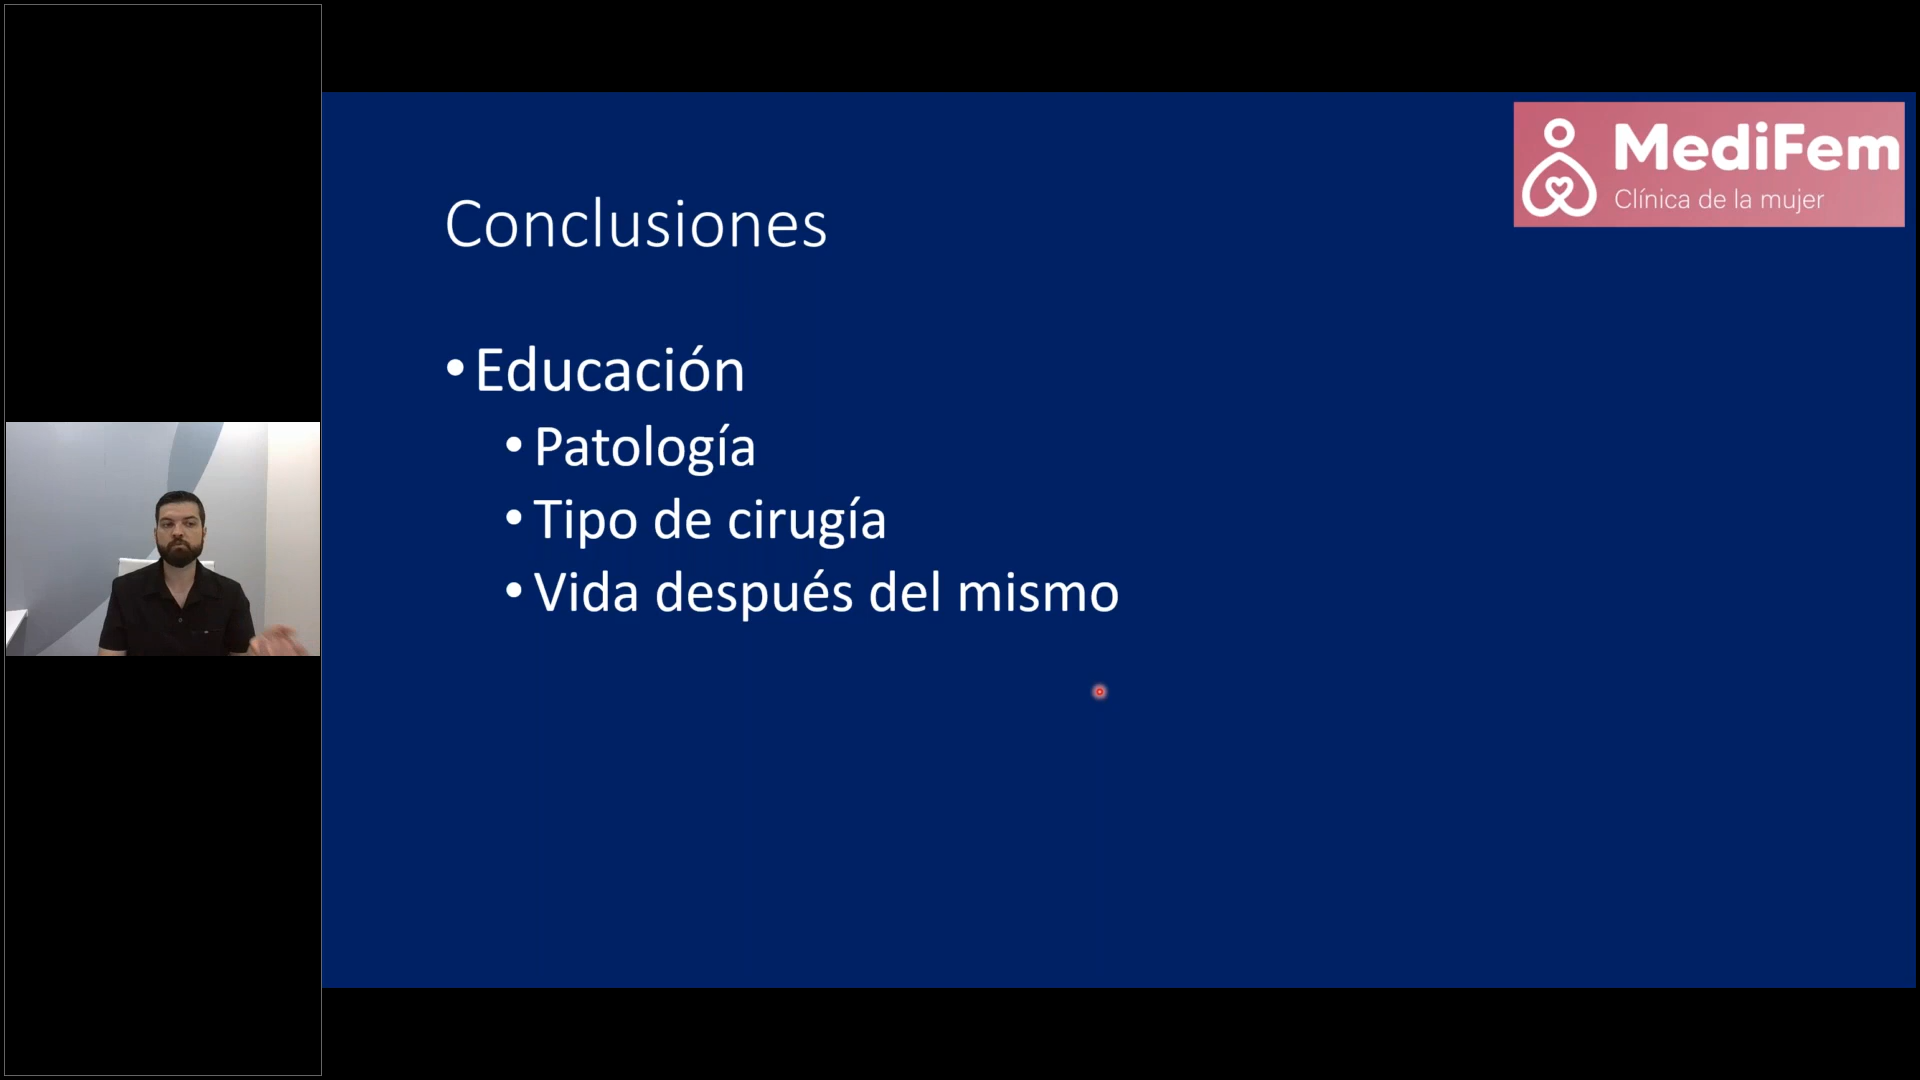 MediFem
Clínica de la mujer
Conclusiones
• Educación
• Patología
• Tipo de cirugía
• Vida después del mismo